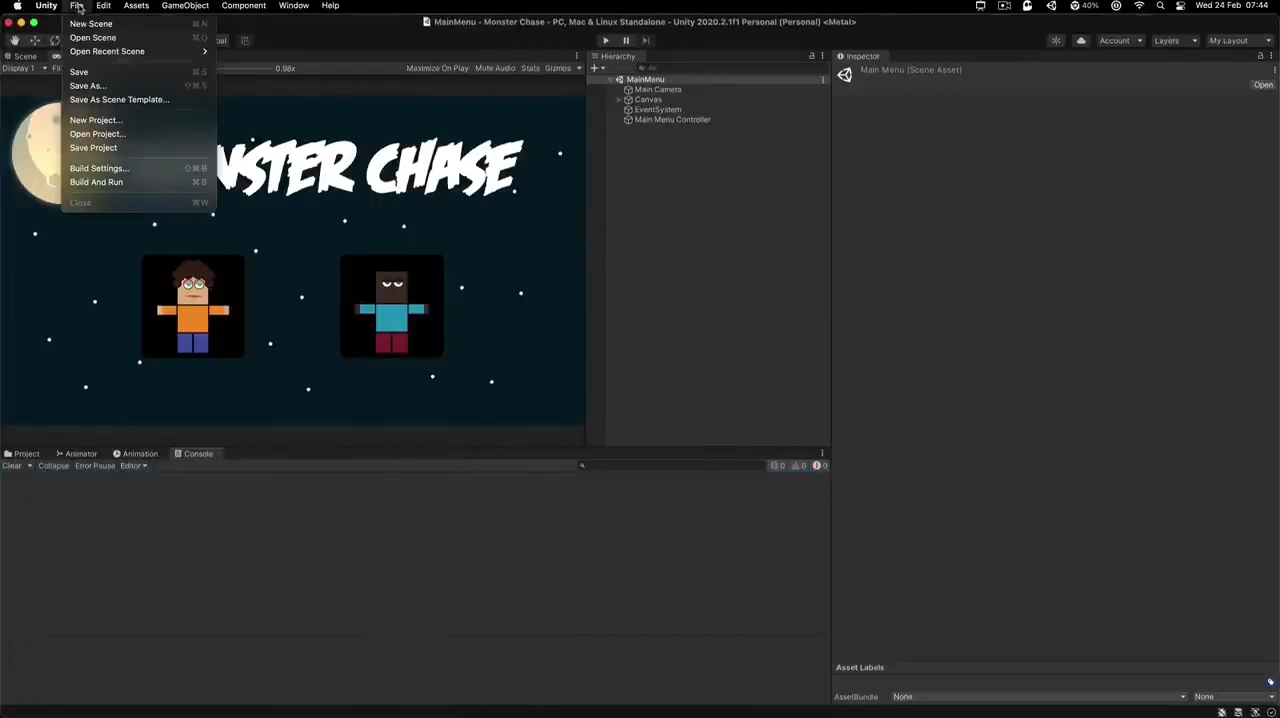 Unity File Edit Assets GameObject Component Window Help 40% Wed 24 Feb 07:44
MainMenu - Monster Chase - PC, Mac & Linux Standalone - Unity 2020.2.1f1 Personal (Personal) <Metal>
New Scene ⌘N
Open Scene ⌘O
Open Recent Scene
Save ⌘S
Save As... ⇧⌘S
Save As Scene Template...
New Project...
Open Project...
Save Project
Build Settings... ⇧⌘B
Build And Run ⌘B
Close ⌘W
Account Layers My Layout
Scene
Display 1 0.98x Maximize On Play Mute Audio Stats Gizmos
NSTER CHASE
Hierarchy
All
MainMenu
Main Camera
Canvas
EventSystem
Main Menu Controller
Inspector
Main Menu (Scene Asset)
Open
Project Animator Animation Console
Clear Collapse Error Pause Editor 0 0 0
Asset Labels
AssetBundle None None